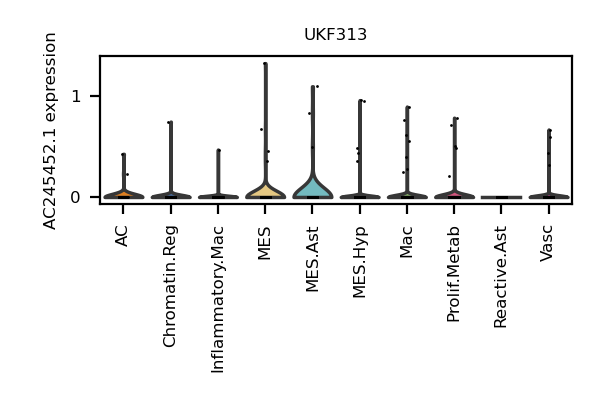 UKF313
AC245452.1 expression
1
0
AC
Chromatin.Reg
Inflammatory.Mac
MES
MES.Ast
MES.Hyp
Mac
Prolif.Metab
Reactive.Ast
Vasc